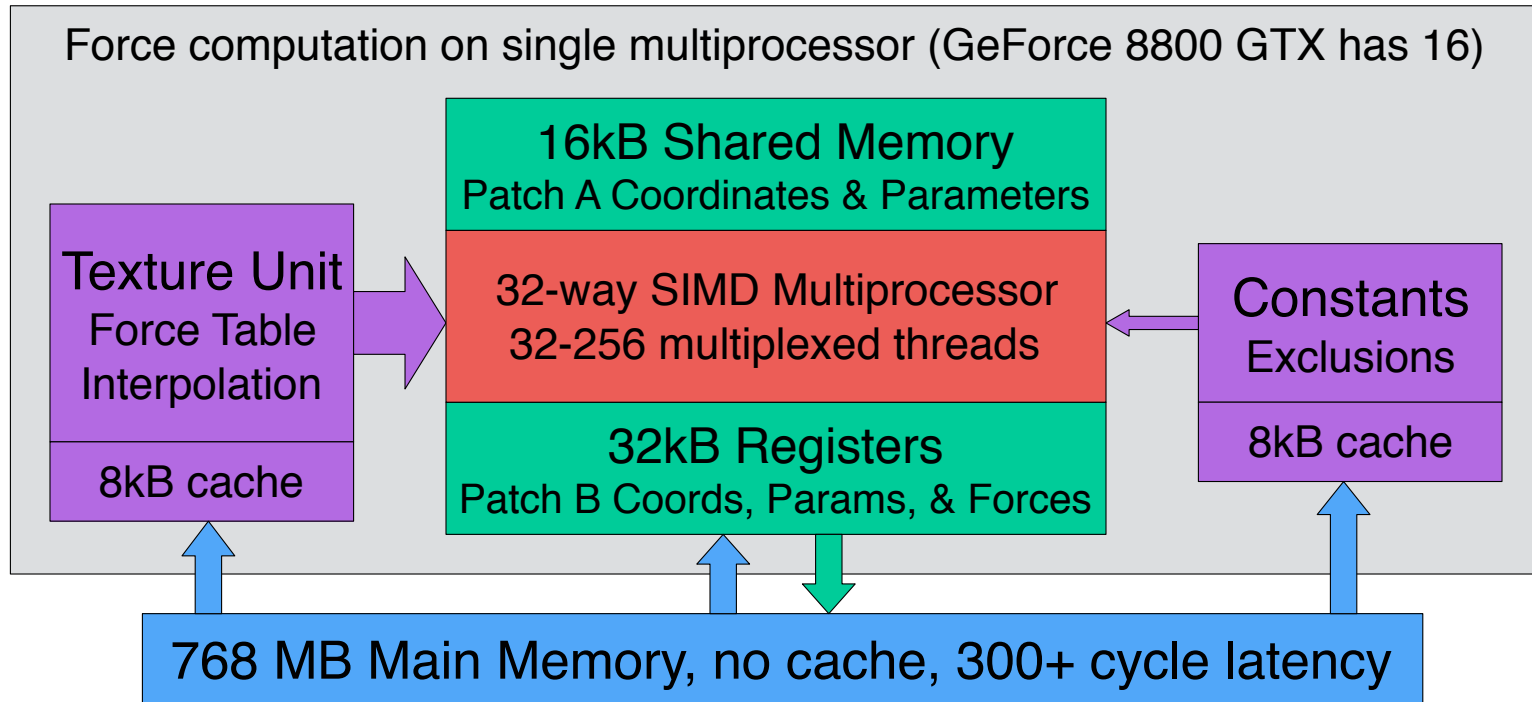 Force computation on single multiprocessor (GeForce 8800 GTX has 16)
16kB Shared Memory
Patch A Coordinates & Parameters
Texture Unit
Force Table
Interpolation
8kB cache
32-way SIMD Multiprocessor
32-256 multiplexed threads
Constants
Exclusions
8kB cache
32kB Registers
Patch B Coords, Params, & Forces
768 MB Main Memory, no cache, 300+ cycle latency